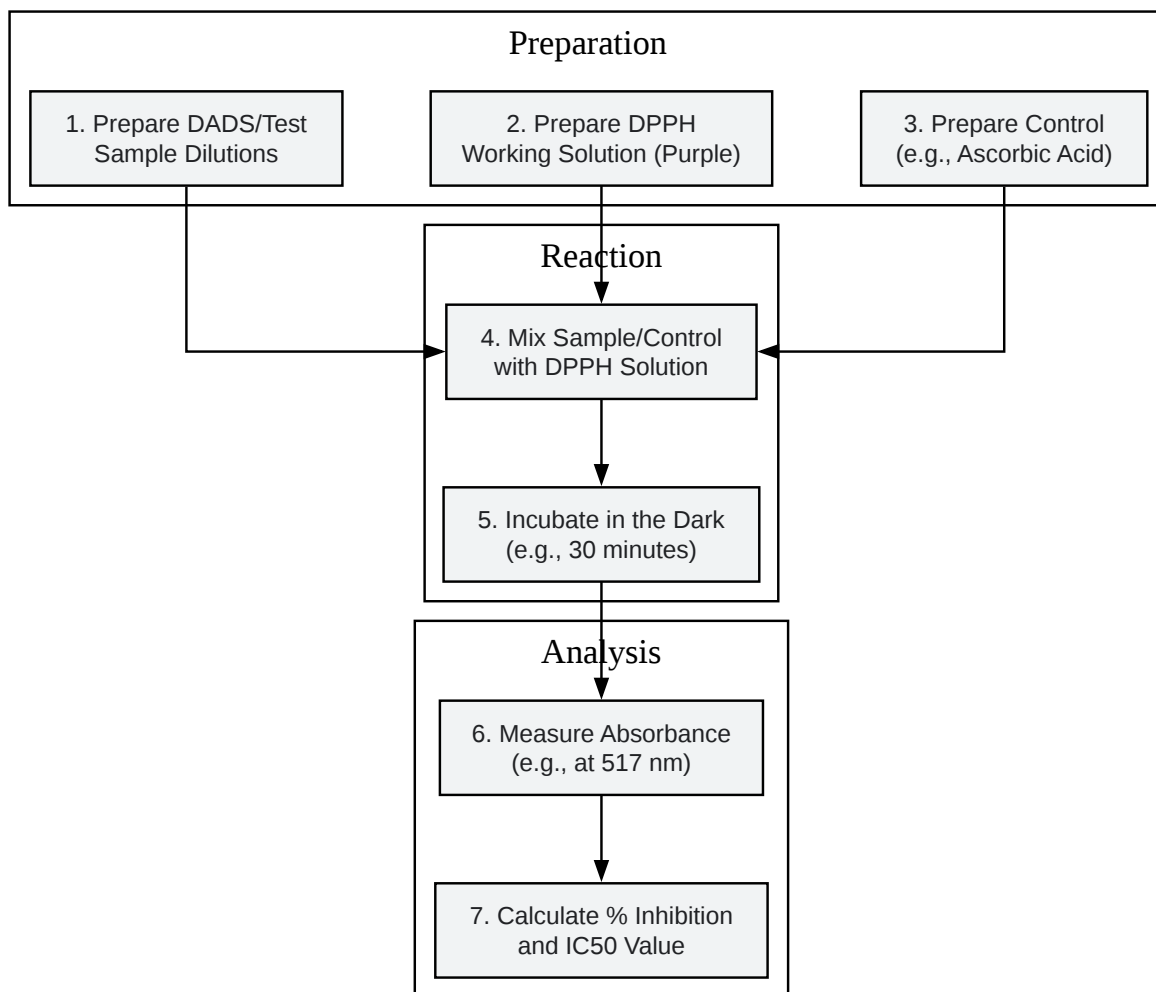 Preparation
1. Prepare DADS/Test
Sample Dilutions
2. Prepare DPPH
Working Solution (Purple)
3. Prepare Control
(e.g., Ascorbic Acid)
Reaction
4. Mix Sample/Control
with DPPH Solution
5. Incubate in the Dark
(e.g., 30 minutes)
Analysis
6. Measure Absorbance
(e.g., at 517 nm)
7. Calculate % Inhibition
and IC50 Value